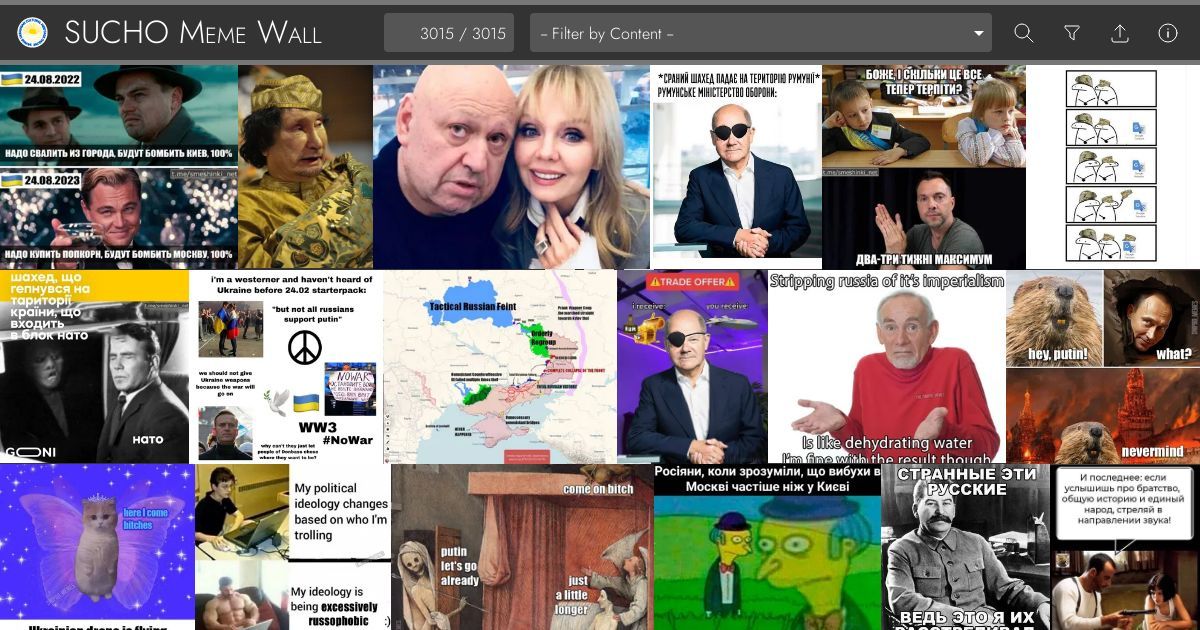 SUCHO Meme Wall
3015 / 3015
-- Filter by Content --
24.08.2022
НАДО СВАЛИТЬ ИЗ ГОРОДА, БУДУТ БОМБИТЬ КИЕВ, 100%
t.me/smeshinki_net
24.08.2023
НАДО КУПИТЬ ПОПКОРН, БУДУТ БОМБИТЬ МОСКВУ, 100%
*СРАНИЙ ШАХЕД ПАДАЄ НА ТЕРИТОРІЮ РУМУНІЇ*
РУМУНСЬКЕ МІНІСТЕРСТВО ОБОРОНИ:
БОЖЕ, І СКІЛЬКИ ЦЕ ВСЕ
ТЕПЕР ТЕРПІТИ?
t.me/smeshinki_net
ДВА-ТРИ ТИЖНІ МАКСИМУМ
шахед, що
гепнувся на
території
країни, що
входить
в блок нато
нато
GONI
i'm a westerner and haven't heard of
Ukraine before 24.02 starterpack:
"but not all russians
support putin"
we should not give
Ukraine weapons
because the war will
go on
NO WAR
WW3
#NoWar
why can't they just let
people of Donbass chose
where they want to be?
Tactical Russian Feint
Orderly
Regroup
TRADE OFFER
i receive:
you receive:
Stripping russia of it's imperialism
Is like dehydrating water
I'm fine with the result though
hey, putin!
what?
nevermind
here I come
bitches
Ukrainian drone is flying
My political
ideology changes
based on who I'm
trolling
My ideology is
being excessively
russophobic
:)
come on bitch
putin
let's go
already
just
a little
longer
Росіяни, коли зрозуміли, що вибухи в
Москві частіше ніж у Києві
СТРАННЫЕ ЭТИ
РУССКИЕ
ВЕДЬ ЭТО Я ИХ
РАССТРЕЛИВАЛ
И последнее: если
услышишь про братство,
общую историю и единый
народ, стреляй в
направлении звука!